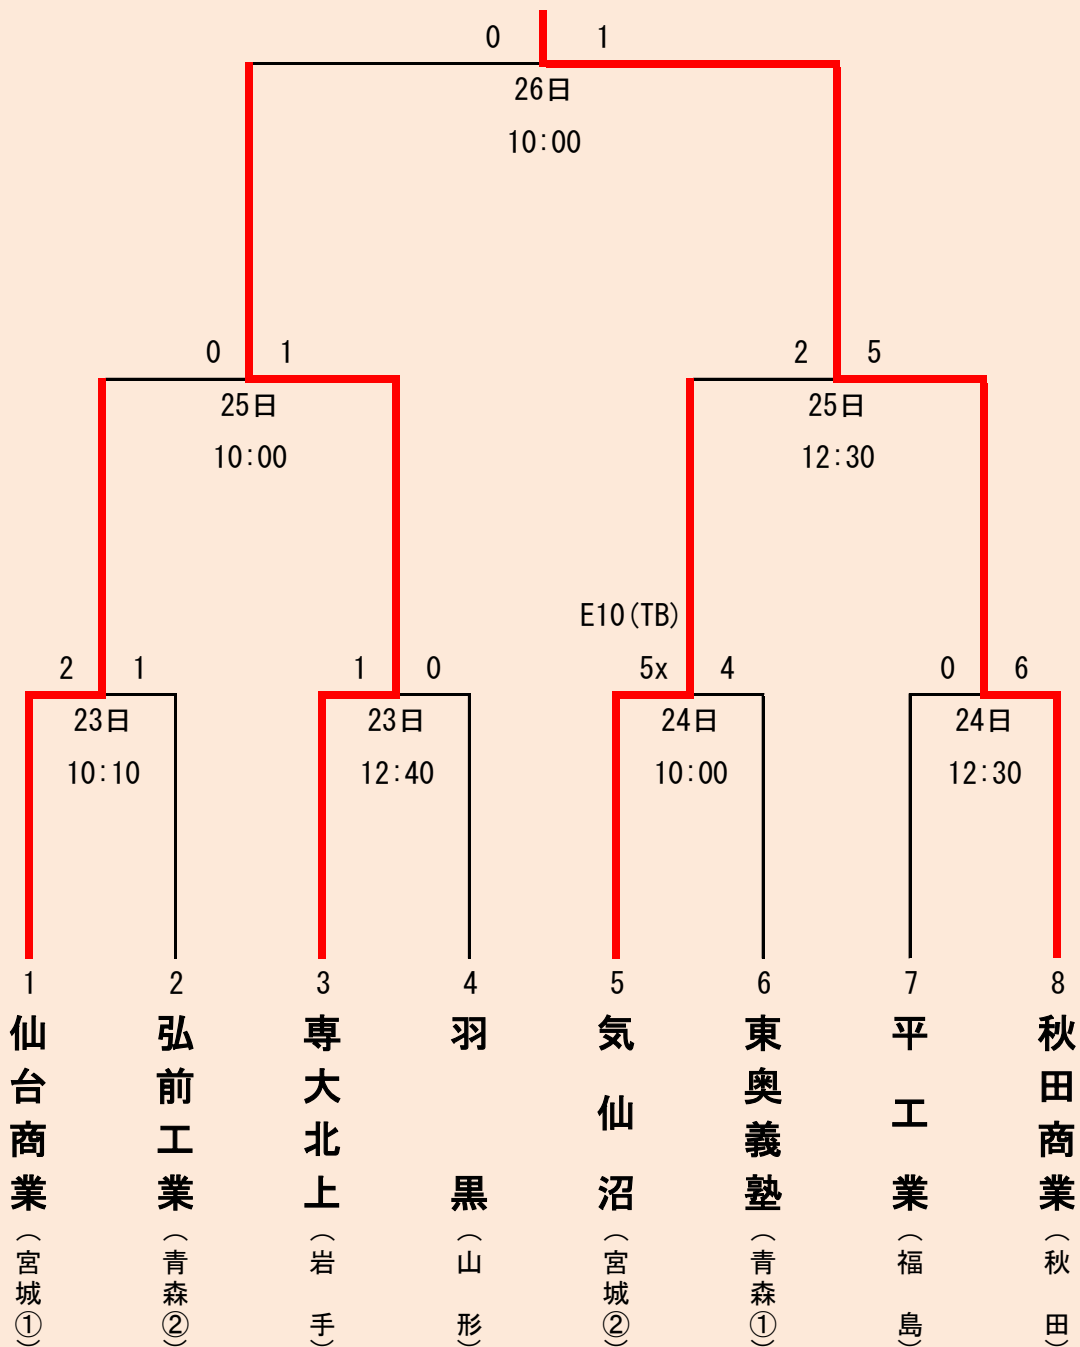 0 1
26日
10:00
0 1 2 5
25日 25日
10:00 12:30
E10(TB)
2 1 1 0 5x 4 0 6
23日 23日 24日 24日
10:10 12:40 10:00 12:30
1 2 3 4 5 6 7 8
仙台商業(宮城①)
弘前工業(青森②)
専大北上(岩手)
羽黒(山形)
気仙沼(宮城②)
東奥義塾(青森①)
平工業(福島)
秋田商業(秋田)